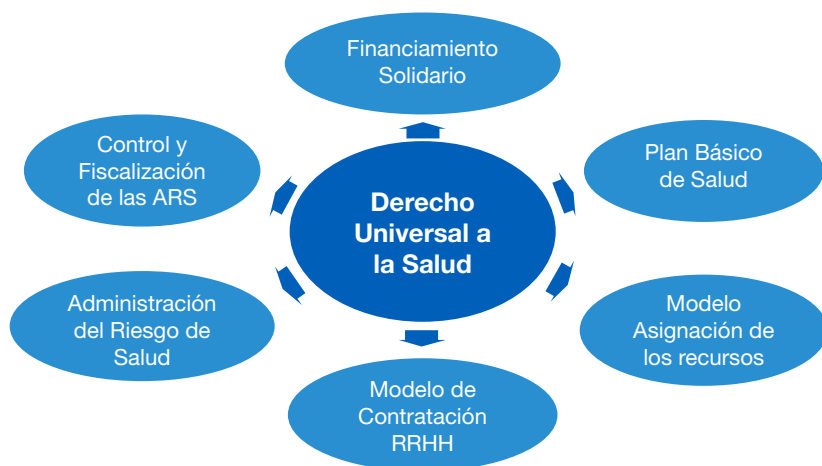 Financiamiento
Solidario
Control y
Fiscalización
de las ARS
Plan Básico
de Salud
Derecho
Universal a
la Salud
Administración
del Riesgo de
Salud
Modelo
Asignación de
los recursos
Modelo de
Contratación
RRHH